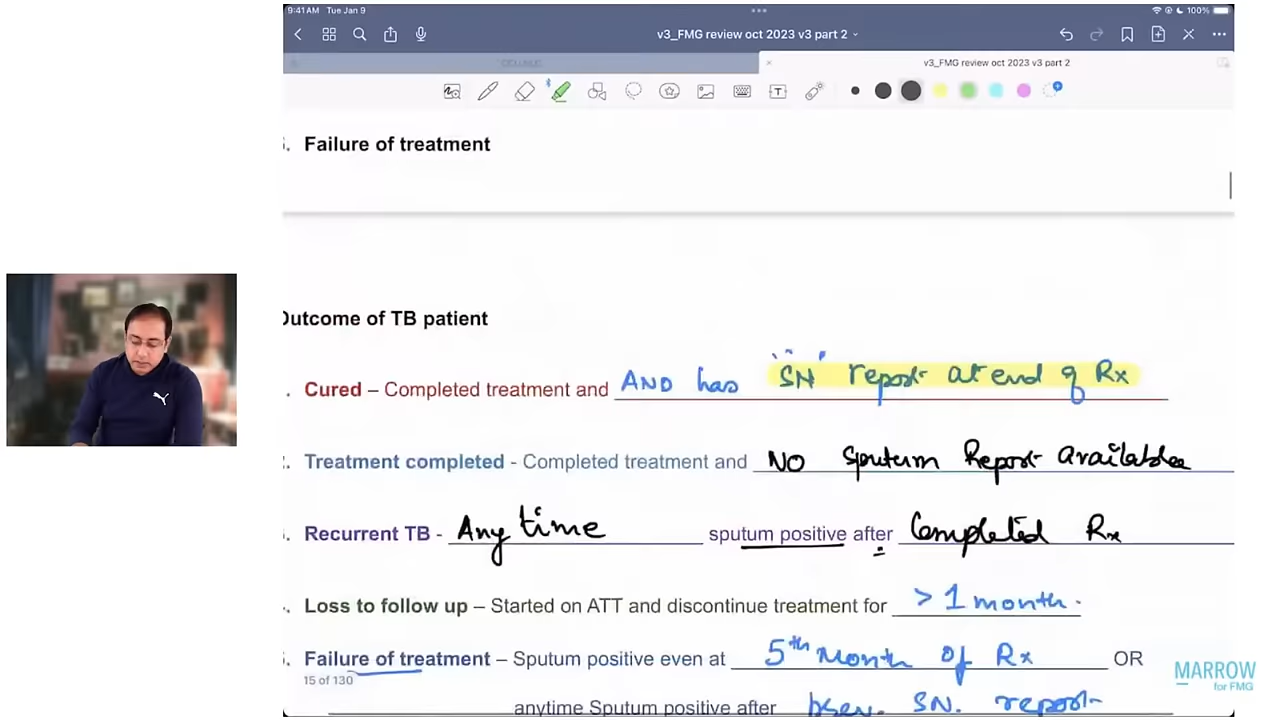 9:41 AM Tue Jan 9
100%
v3_FMG review oct 2023 v3 part 2
v3_FMG review oct 2023 v3 part 2
Failure of treatment
Outcome of TB patient
Cured – Completed treatment and AND has "SN" report at end of Rx
Treatment completed - Completed treatment and NO Sputum Report available
Recurrent TB - Any time sputum positive after Completed Rx
Loss to follow up – Started on ATT and discontinue treatment for > 1 month.
Failure of treatment – Sputum positive even at 5th Month of Rx OR
15 of 130
anytime Sputum positive after SN. report
MARROW
for FMG